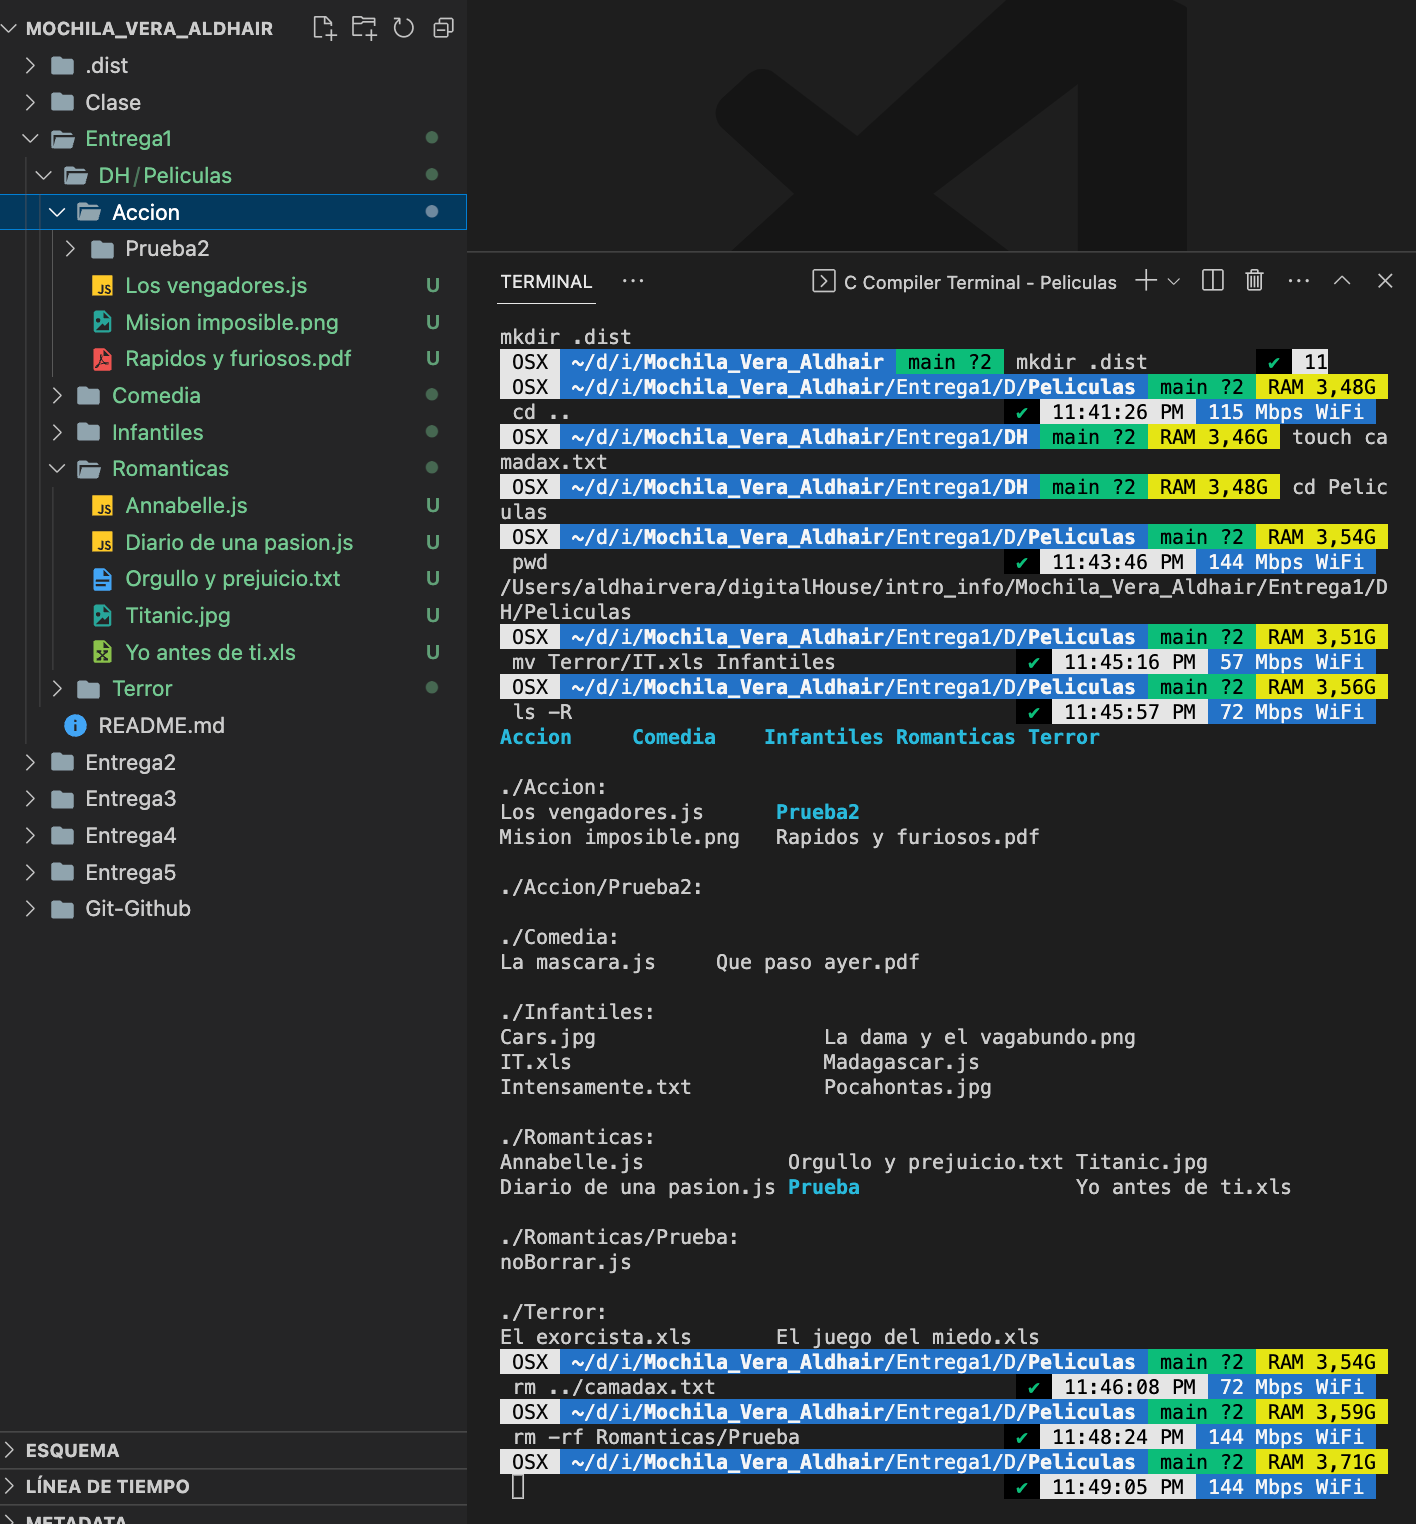 MOCHILA_VERA_ALDHAIR
.dist
Clase
Entrega1
DH/Peliculas
Accion
Prueba2
Los vengadores.js U
Mision imposible.png U
Rapidos y furiosos.pdf U
Comedia
Infantiles
Romanticas
Annabelle.js U
Diario de una pasion.js U
Orgullo y prejuicio.txt U
Titanic.jpg U
Yo antes de ti.xls U
Terror
README.md
Entrega2
Entrega3
Entrega4
Entrega5
Git-Github
ESQUEMA
LÍNEA DE TIEMPO
METADATA
TERMINAL ··· C Compiler Terminal - Peliculas
mkdir .dist
OSX ~/d/i/Mochila_Vera_Aldhair main ?2 mkdir .dist ✔ 11
OSX ~/d/i/Mochila_Vera_Aldhair/Entrega1/D/Peliculas main ?2 RAM 3,48G
cd .. ✔ 11:41:26 PM 115 Mbps WiFi
OSX ~/d/i/Mochila_Vera_Aldhair/Entrega1/DH main ?2 RAM 3,46G touch ca
madax.txt
OSX ~/d/i/Mochila_Vera_Aldhair/Entrega1/DH main ?2 RAM 3,48G cd Pelic
ulas
OSX ~/d/i/Mochila_Vera_Aldhair/Entrega1/D/Peliculas main ?2 RAM 3,54G
pwd ✔ 11:43:46 PM 144 Mbps WiFi
/Users/aldhairvera/digitalHouse/intro_info/Mochila_Vera_Aldhair/Entrega1/D
H/Peliculas
OSX ~/d/i/Mochila_Vera_Aldhair/Entrega1/D/Peliculas main ?2 RAM 3,51G
mv Terror/IT.xls Infantiles ✔ 11:45:16 PM 57 Mbps WiFi
OSX ~/d/i/Mochila_Vera_Aldhair/Entrega1/D/Peliculas main ?2 RAM 3,56G
ls -R ✔ 11:45:57 PM 72 Mbps WiFi
Accion Comedia Infantiles Romanticas Terror
./Accion:
Los vengadores.js Prueba2
Mision imposible.png Rapidos y furiosos.pdf
./Accion/Prueba2:
./Comedia:
La mascara.js Que paso ayer.pdf
./Infantiles:
Cars.jpg La dama y el vagabundo.png
IT.xls Madagascar.js
Intensamente.txt Pocahontas.jpg
./Romanticas:
Annabelle.js Orgullo y prejuicio.txt Titanic.jpg
Diario de una pasion.js Prueba Yo antes de ti.xls
./Romanticas/Prueba:
noBorrar.js
./Terror:
El exorcista.xls El juego del miedo.xls
OSX ~/d/i/Mochila_Vera_Aldhair/Entrega1/D/Peliculas main ?2 RAM 3,54G
rm ../camadax.txt ✔ 11:46:08 PM 72 Mbps WiFi
OSX ~/d/i/Mochila_Vera_Aldhair/Entrega1/D/Peliculas main ?2 RAM 3,59G
rm -rf Romanticas/Prueba ✔ 11:48:24 PM 144 Mbps WiFi
OSX ~/d/i/Mochila_Vera_Aldhair/Entrega1/D/Peliculas main ?2 RAM 3,71G
✔ 11:49:05 PM 144 Mbps WiFi